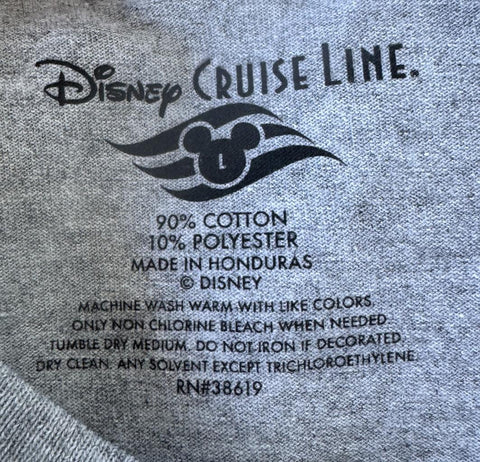 Disney Cruise Line.
L
90% COTTON
10% POLYESTER
MADE IN HONDURAS
© DISNEY
MACHINE WASH WARM WITH LIKE COLORS.
ONLY NON CHLORINE BLEACH WHEN NEEDED
TUMBLE DRY MEDIUM. DO NOT IRON IF DECORATED.
DRY CLEAN. ANY SOLVENT EXCEPT TRICHLOROETHYLENE
RN#38619